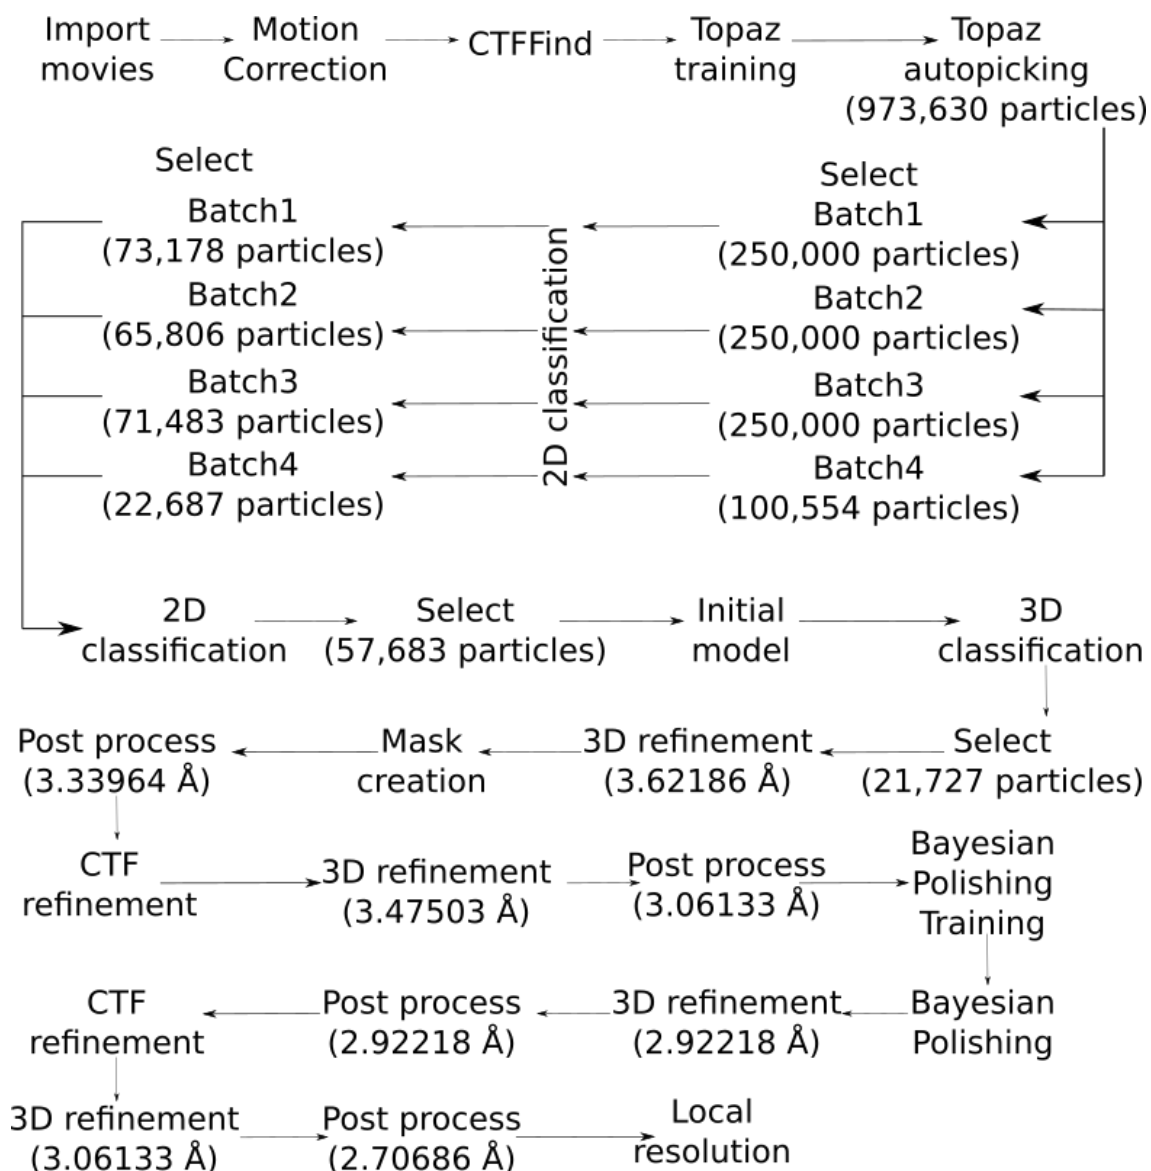 Import movies
Motion Correction
CTFFind
Topaz training
Topaz autopicking
(973,630 particles)
Select
Batch1
(250,000 particles)
Batch2
(250,000 particles)
Batch3
(250,000 particles)
Batch4
(100,554 particles)
2D classification
Select
Batch1
(73,178 particles)
Batch2
(65,806 particles)
Batch3
(71,483 particles)
Batch4
(22,687 particles)
2D
classification
Select
(57,683 particles)
Initial
model
3D
classification
Select
(21,727 particles)
3D refinement
(3.62186 Å)
Mask
creation
Post process
(3.33964 Å)
CTF
refinement
3D refinement
(3.47503 Å)
Post process
(3.06133 Å)
Bayesian
Polishing
Training
Bayesian
Polishing
3D refinement
(2.92218 Å)
Post process
(2.92218 Å)
CTF
refinement
3D refinement
(3.06133 Å)
Post process
(2.70686 Å)
Local
resolution